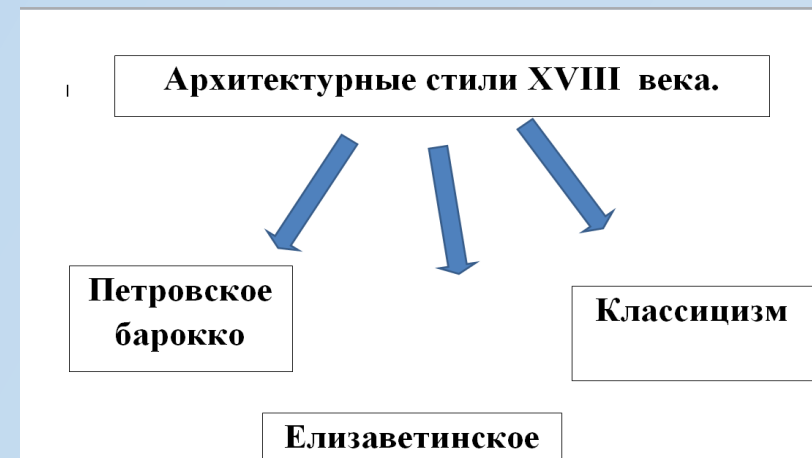 Архитектурные стили XVIII века.
Петровское
барокко
Классицизм
Елизаветинское